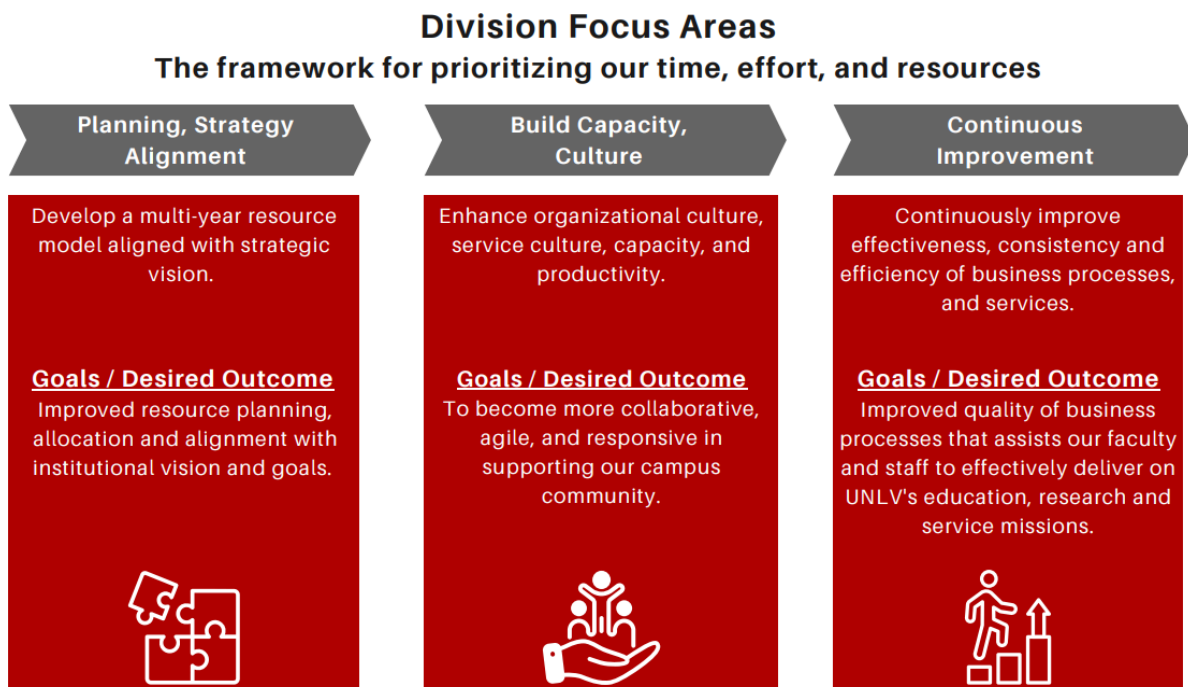 Division Focus Areas
The framework for prioritizing our time, effort, and resources
Planning, Strategy
Alignment
Develop a multi-year resource
model aligned with strategic
vision.
Goals / Desired Outcome
Improved resource planning,
allocation and alignment with
institutional vision and goals.
Build Capacity,
Culture
Enhance organizational culture,
service culture, capacity, and
productivity.
Goals / Desired Outcome
To become more collaborative,
agile, and responsive in
supporting our campus
community.
Continuous
Improvement
Continuously improve
effectiveness, consistency and
efficiency of business processes,
and services.
Goals / Desired Outcome
Improved quality of business
processes that assists our faculty
and staff to effectively deliver on
UNLV's education, research and
service missions.